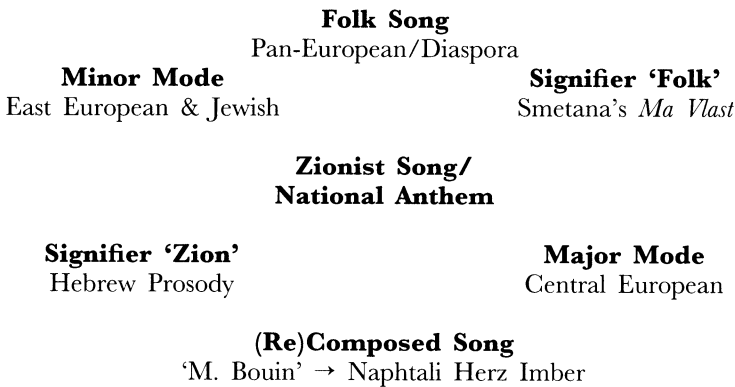 Folk Song
Pan-European/Diaspora
Minor Mode
East European & Jewish
Signifier ‘Folk’
Smetana’s Ma Vlast
Zionist Song/
National Anthem
Signifier ‘Zion’
Hebrew Prosody
Major Mode
Central European
(Re)Composed Song
‘M. Bouin’ → Naphtali Herz Imber